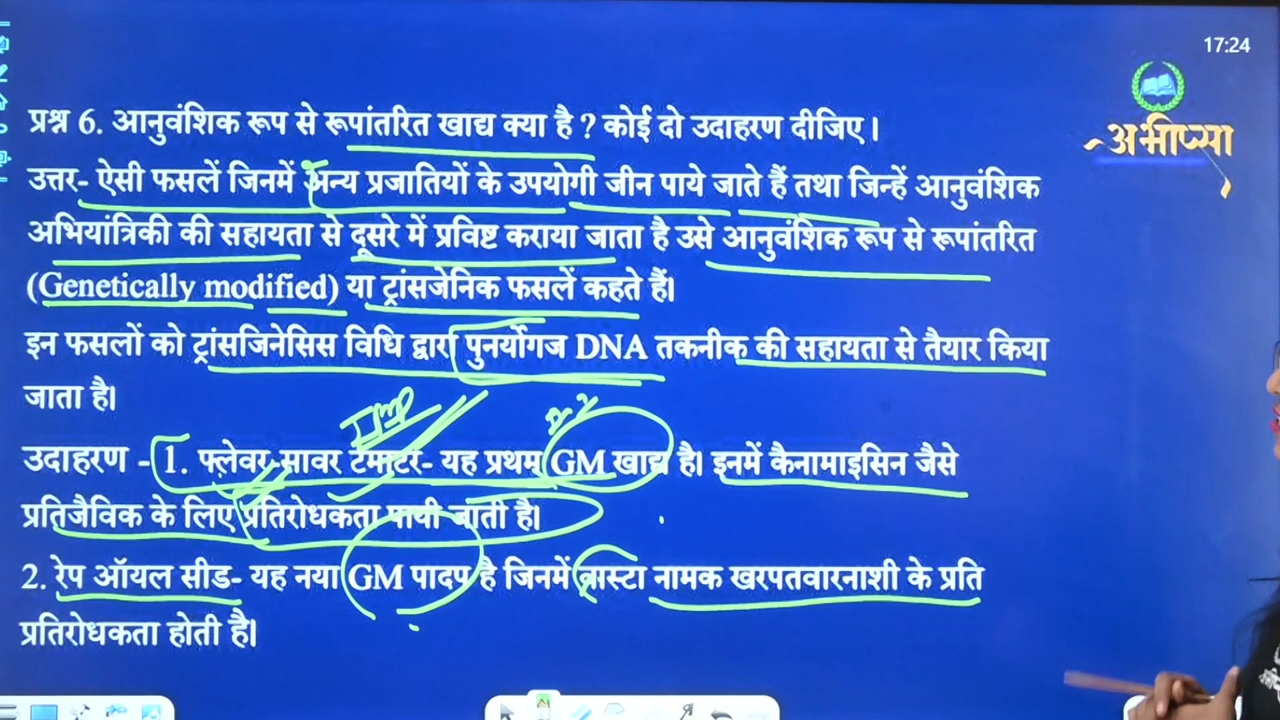 17:24
अभीप्सा
प्रश्न 6. आनुवंशिक रूप से रूपांतरित खाद्य क्या है ? कोई दो उदाहरण दीजिए।
उत्तर- ऐसी फसलें जिनमें अन्य प्रजातियों के उपयोगी जीन पाये जाते हैं तथा जिन्हें आनुवंशिक
अभियांत्रिकी की सहायता से दूसरे में प्रविष्ट कराया जाता है उसे आनुवंशिक रूप से रूपांतरित
(Genetically modified) या ट्रांसजेनिक फसलें कहते हैं।
इन फसलों को ट्रांसजिनेसिस विधि द्वारा पुनर्योगज DNA तकनीक की सहायता से तैयार किया
जाता है।
Imp
उदाहरण - 1. फ्लेवर सावर टमाटर- यह प्रथम GM खाद्य है। इनमें कैनामाइसिन जैसे
प्रतिजैविक के लिए प्रतिरोधकता पायी जाती है।
2. रेप ऑयल सीड- यह नया GM पादप है जिनमें बास्टा नामक खरपतवारनाशी के प्रति
प्रतिरोधकता होती है।